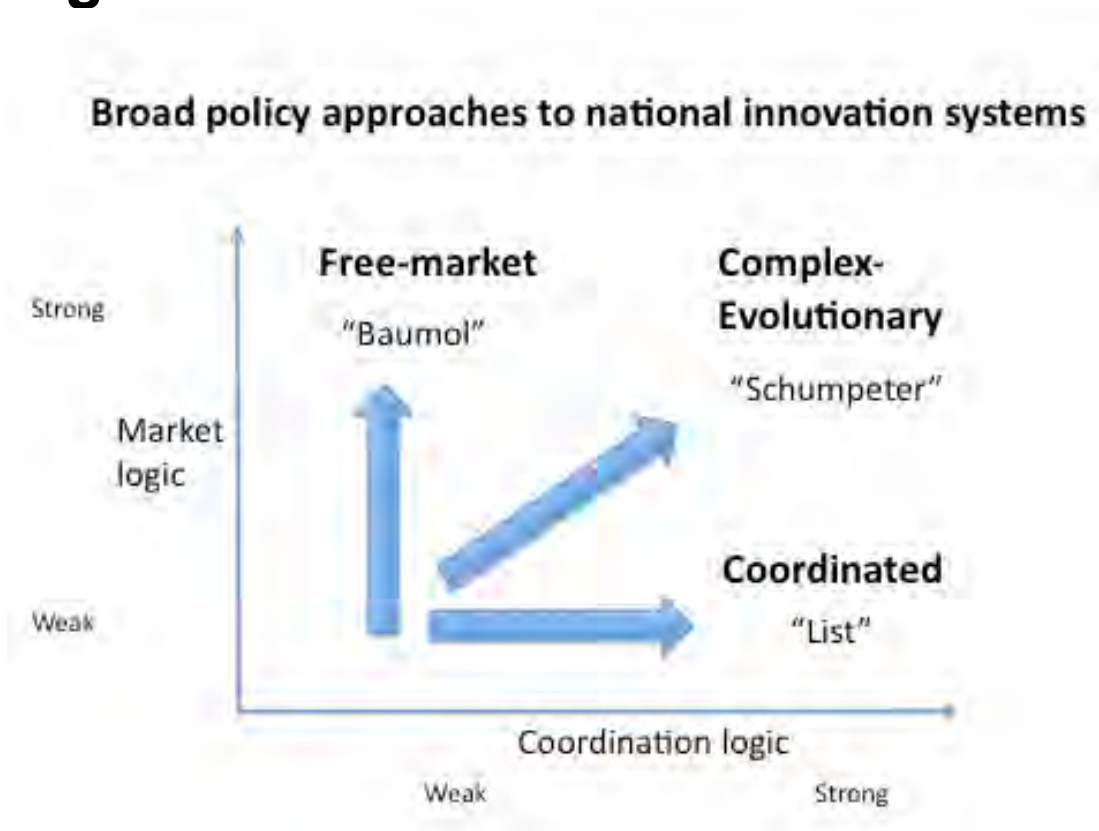 Broad policy approaches to national innovation systems
Free-market
“Baumol”
Complex-
Evolutionary
“Schumpeter”
Strong
Market
logic
Coordinated
“List”
Weak
Coordination logic
Weak
Strong